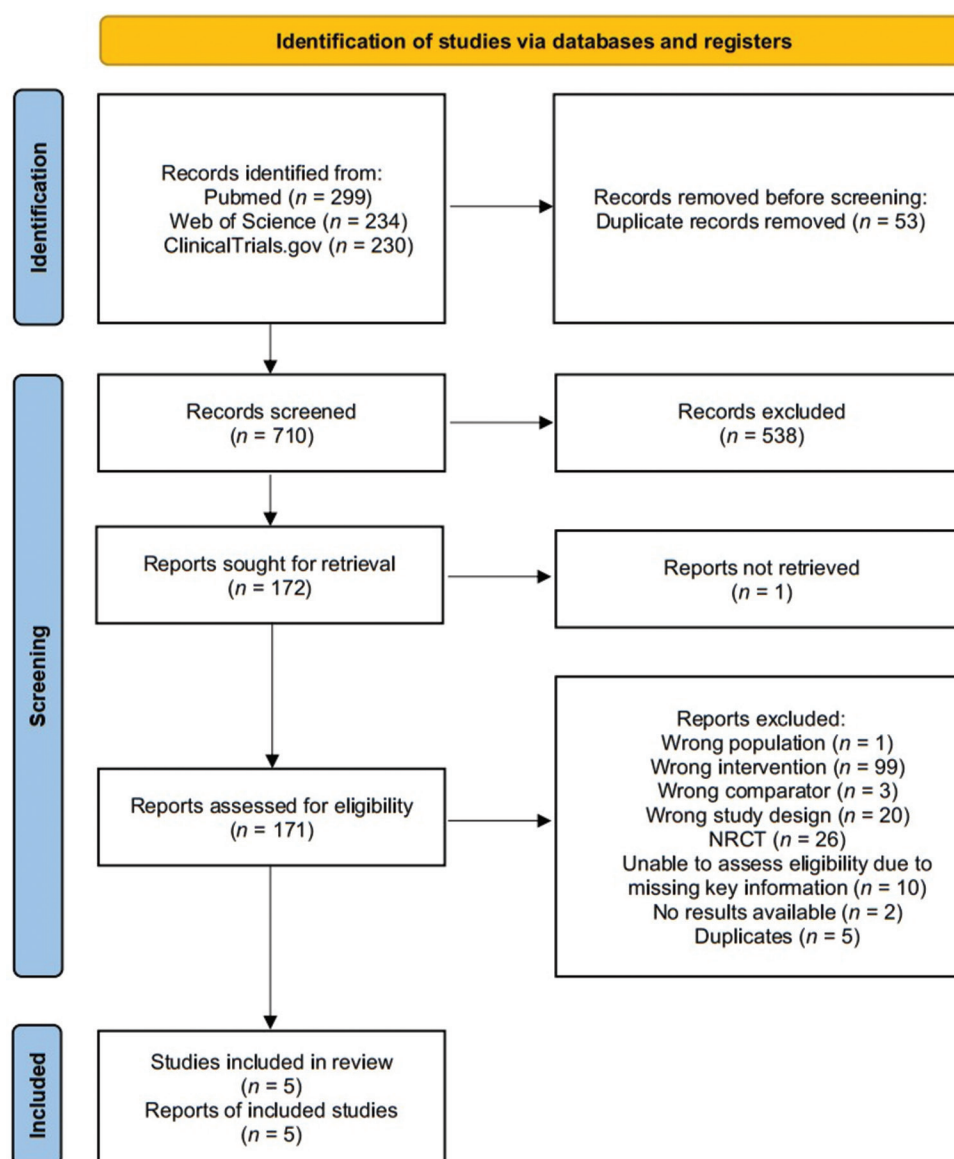 Identification of studies via databases and registers
Identification
Records identified from:
Pubmed (n = 299)
Web of Science (n = 234)
ClinicalTrials.gov (n = 230)
Records removed before screening:
Duplicate records removed (n = 53)
Screening
Records screened
(n = 710)
Records excluded
(n = 538)
Reports sought for retrieval
(n = 172)
Reports not retrieved
(n = 1)
Reports assessed for eligibility
(n = 171)
Reports excluded:
Wrong population (n = 1)
Wrong intervention (n = 99)
Wrong comparator (n = 3)
Wrong study design (n = 20)
NRCT (n = 26)
Unable to assess eligibility due to
missing key information (n = 10)
No results available (n = 2)
Duplicates (n = 5)
Included
Studies included in review
(n = 5)
Reports of included studies
(n = 5)